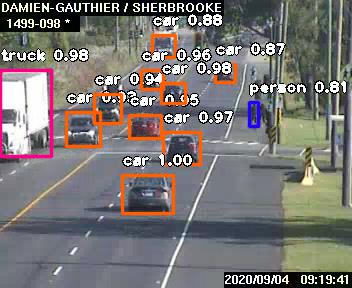 DAMIEN-GAUTHIER / SHERBROOKE
1499-098 *
car 0.88
truck 0.98
car 0.96
car 0.87
car 0.94
car 0.98
person 0.81
car 0.95
car 0.97
car 1.00
2020/09/04 09:19:41